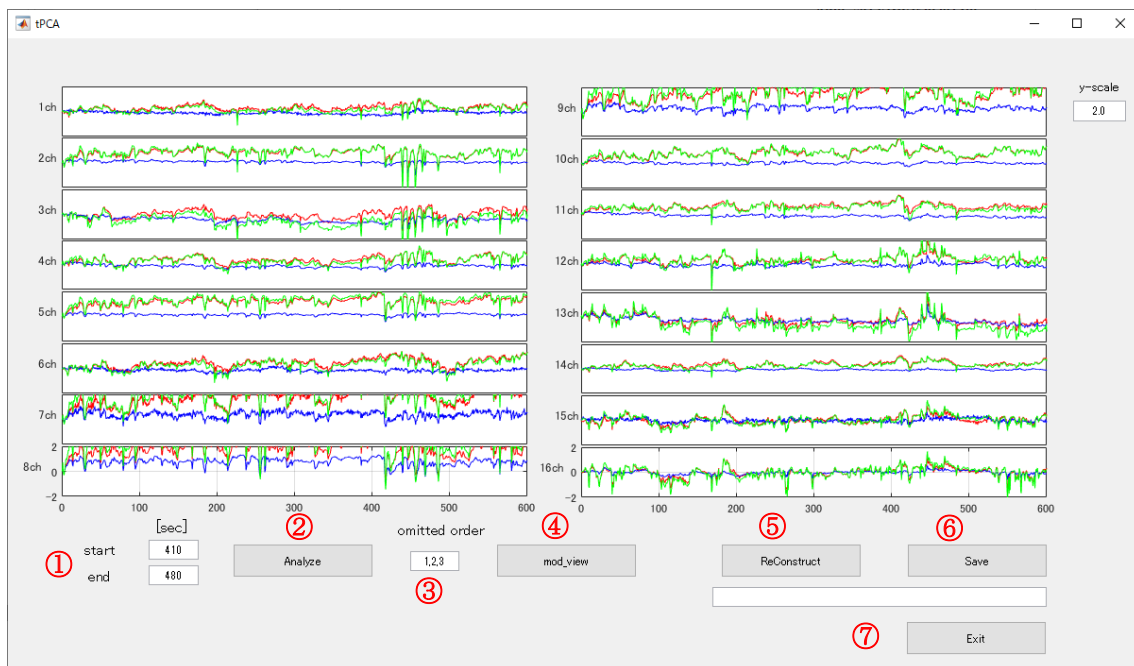 tPCA
y-scale
2.0
1ch
2ch
3ch
4ch
5ch
6ch
7ch
8ch
2
0
-2
0
100
200
300
400
500
600
9ch
10ch
11ch
12ch
13ch
14ch
15ch
16ch
2
0
-2
0
100
200
300
400
500
600
①
[sec]
start
410
end
480
②
Analyze
omitted order
1,2,3
③
④
mod_view
⑤
ReConstruct
⑥
Save
⑦
Exit